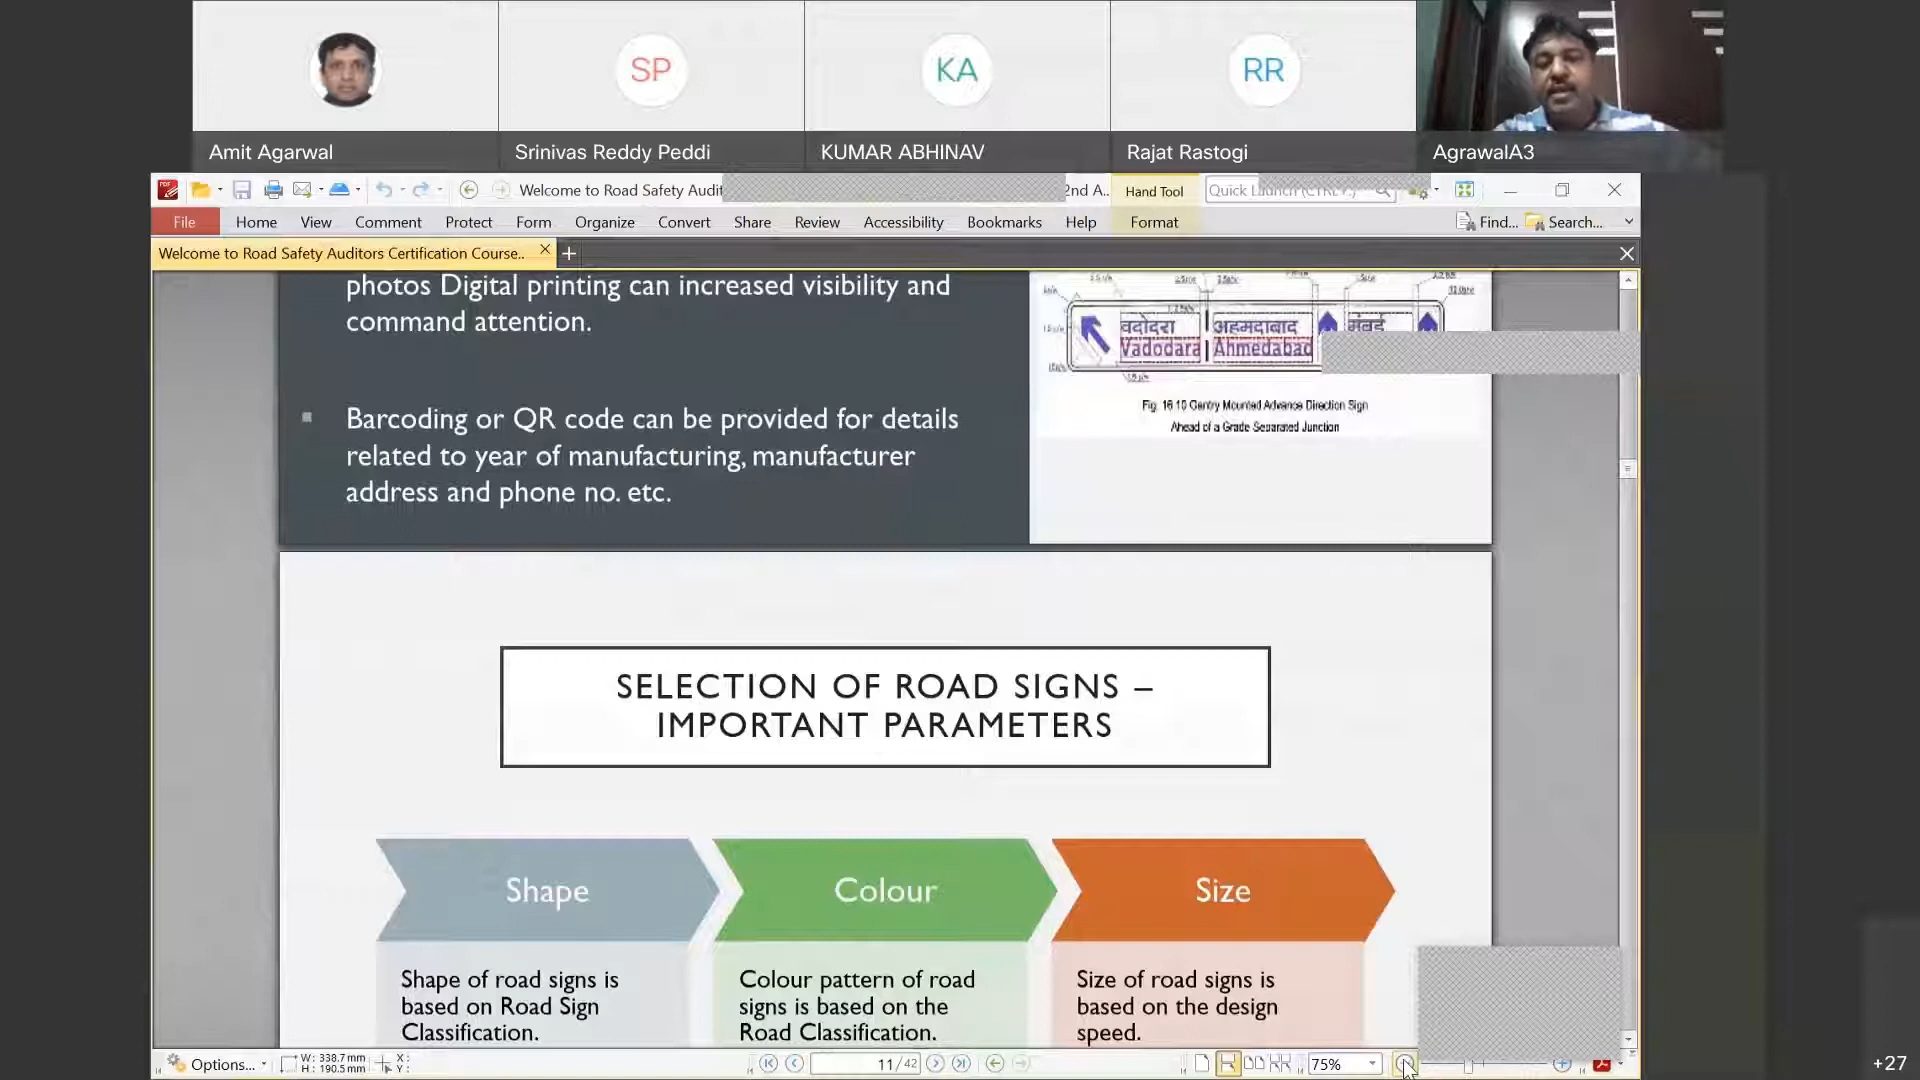 SP
KA
RR
Amit Agarwal
Srinivas Reddy Peddi
KUMAR ABHINAV
Rajat Rastogi
AgrawalA3
Welcome to Road Safety Audit
2nd A..
Hand Tool
File
Home
View
Comment
Protect
Form
Organize
Convert
Share
Review
Accessibility
Bookmarks
Help
Format
Find...
Search...
Welcome to Road Safety Auditors Certification Course..
photos Digital printing can increased visibility and
command attention.
वदोदरा
अहमदाबाद
मुंबई
Vadodara
Ahmedabad
Fig. 16.10 Gantry Mounted Advance Direction Sign
Ahead of a Grade Separated Junction
Barcoding or QR code can be provided for details
related to year of manufacturing, manufacturer
address and phone no. etc.
SELECTION OF ROAD SIGNS –
IMPORTANT PARAMETERS
Shape
Colour
Size
Shape of road signs is
based on Road Sign
Classification.
Colour pattern of road
signs is based on the
Road Classification.
Size of road signs is
based on the design
speed.
Options...
W: 338.7 mm
H: 190.5 mm
X:
Y:
11 / 42
75%
+27